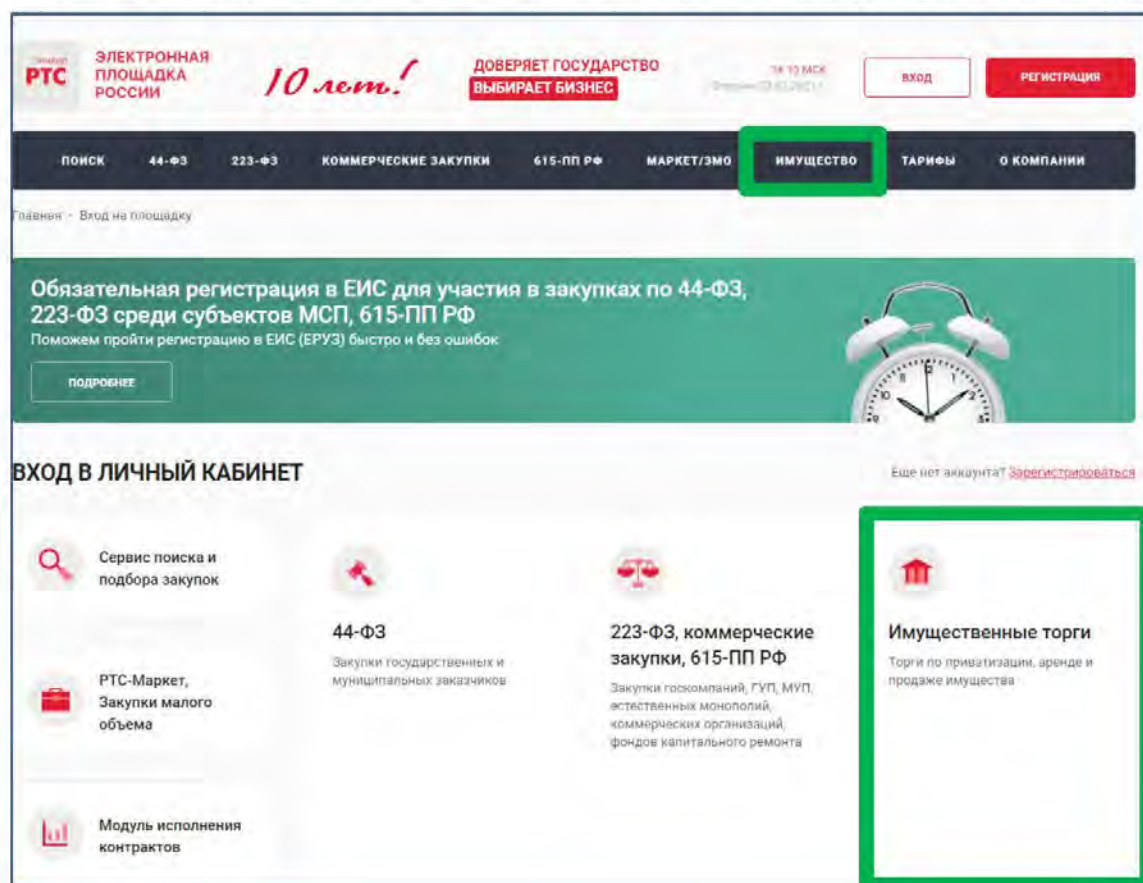 РТС
ЭЛЕКТРОННАЯ
ПЛОЩАДКА
РОССИИ
10 лет!
ДОВЕРЯЕТ ГОСУДАРСТВО
ВЫБИРАЕТ БИЗНЕС
МСК
ВХОД
РЕГИСТРАЦИЯ
ПОИСК 44-ФЗ 223-ФЗ КОММЕРЧЕСКИЕ ЗАКУПКИ 615-ПП РФ МАРКЕТ/ЗМО ИМУЩЕСТВО ТАРИФЫ О КОМПАНИИ
Главная - Вход на площадку
Обязательная регистрация в ЕИС для участия в закупках по 44-ФЗ,
223-ФЗ среди субъектов МСП, 615-ПП РФ
Поможем пройти регистрацию в ЕИС (ЕРУЗ) быстро и без ошибок
ПОДРОБНЕЕ
ВХОД В ЛИЧНЫЙ КАБИНЕТ
Еще нет аккаунта? Зарегистрироваться
Сервис поиска и
подбора закупок
РТС-Маркет,
Закупки малого
объема
Модуль исполнения
контрактов
44-ФЗ
Закупки государственных и
муниципальных заказчиков
223-ФЗ, коммерческие
закупки, 615-ПП РФ
Закупки госкомпаний, ГУП, МУП,
естественных монополий,
коммерческих организаций,
фондов капитального ремонта
Имущественные торги
Торги по приватизации, аренде и
продаже имущества